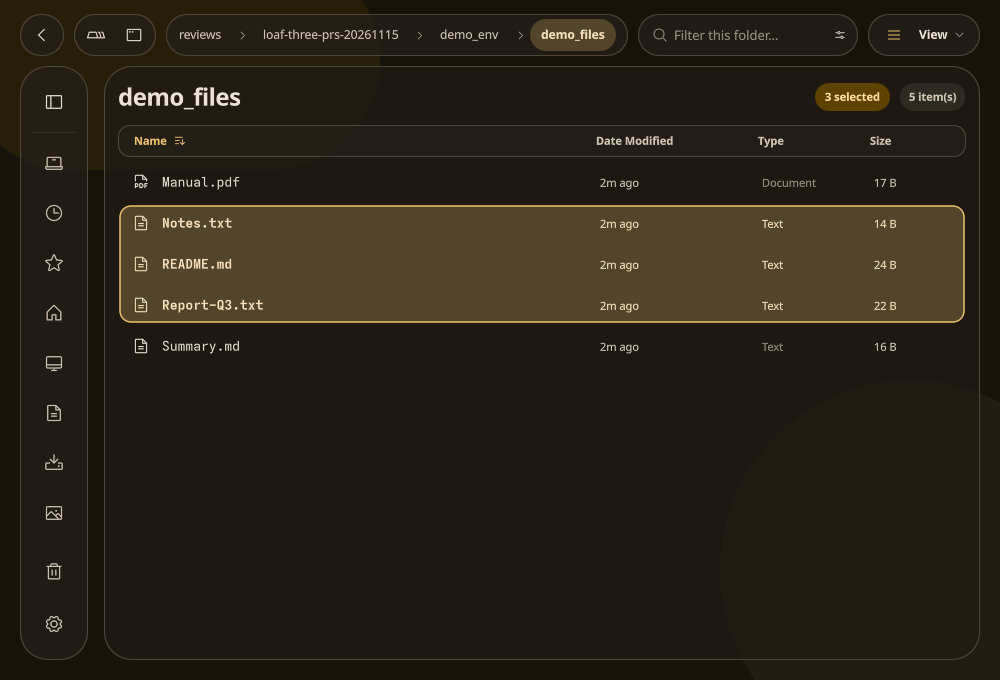 reviews > loaf-three-prs-20261115 > demo_env > demo_files Filter this folder... View
demo_files 3 selected 5 item(s)
Name Date Modified Type Size
PDF Manual.pdf 2m ago Document 17 B
Notes.txt 2m ago Text 14 B
README.md 2m ago Text 24 B
Report-Q3.txt 2m ago Text 22 B
Summary.md 2m ago Text 16 B